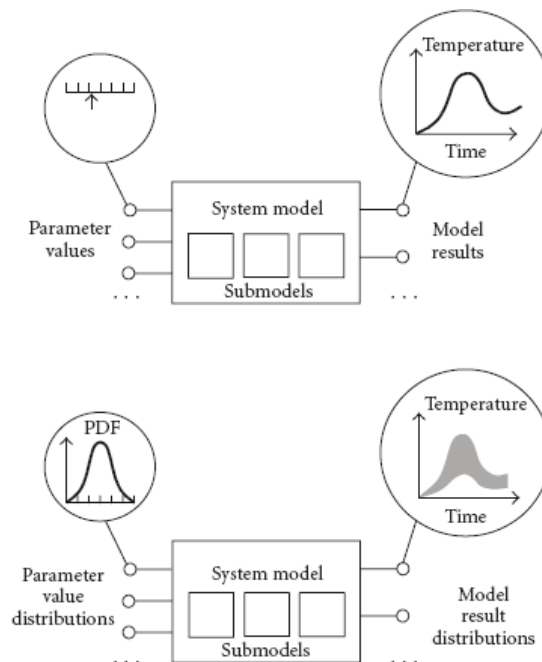 Temperature
Time
Parameter
values
System model
Submodels
Model
results
. . .
. . .
PDF
Temperature
Time
Parameter
value
distributions
System model
Submodels
Model
result
distributions
. . .
. . .